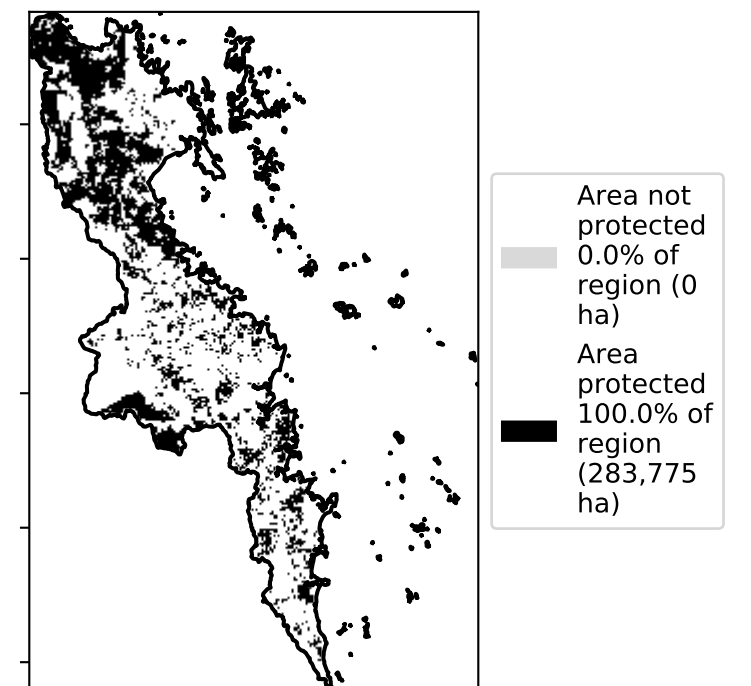 Area not
protected
0.0% of
region (0
ha)
Area
protected
100.0% of
region
(283,775
ha)